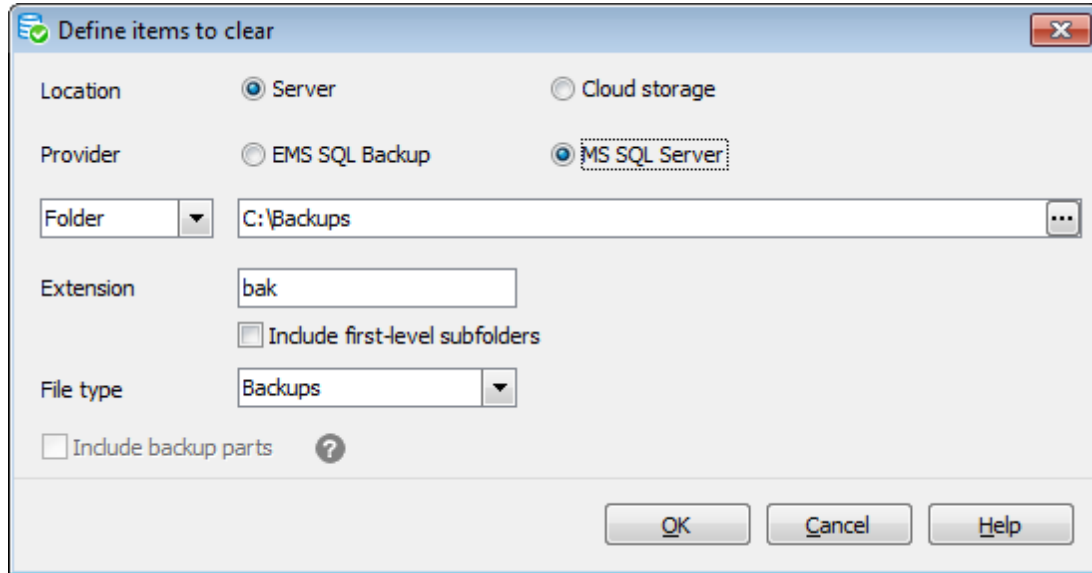 Define items to clear
Location Server Cloud storage
Provider EMS SQL Backup MS SQL Server
Folder C:\Backups ...
Extension bak
Include first-level subfolders
File type Backups
Include backup parts ?
OK Cancel Help